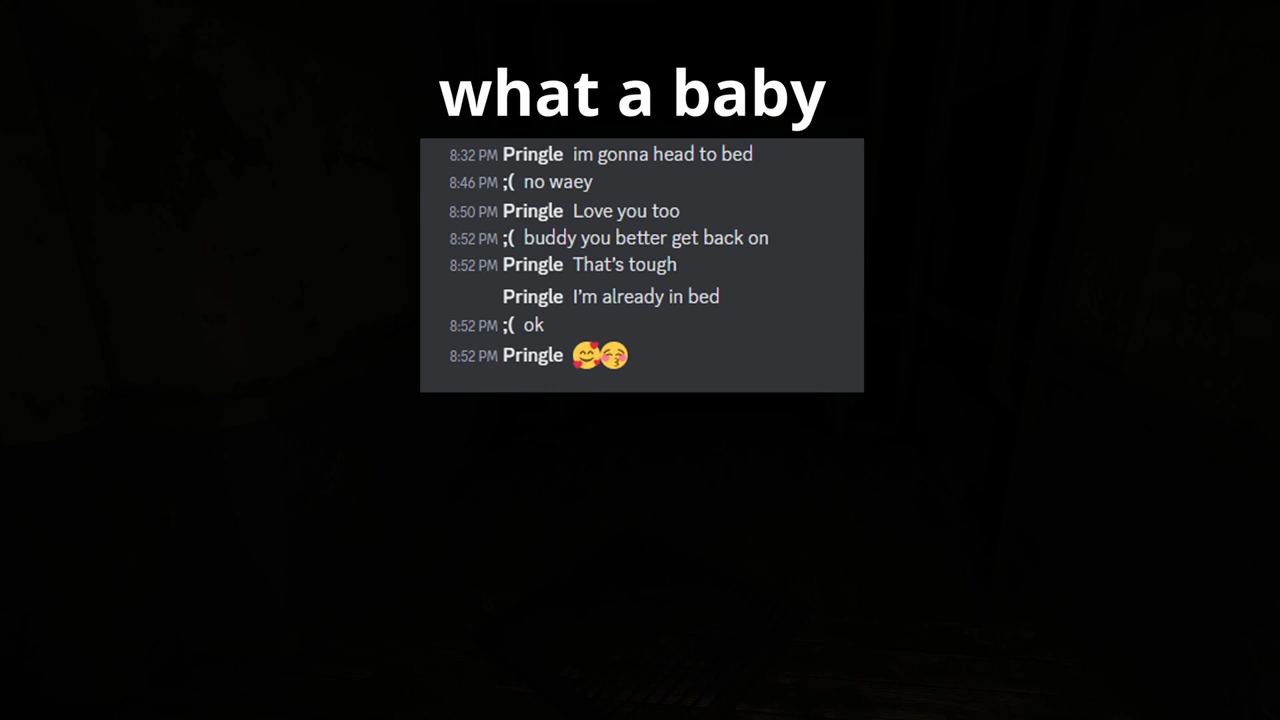 what a baby
8:32 PM Pringle im gonna head to bed
8:46 PM ;( no waey
8:50 PM Pringle Love you too
8:52 PM ;( buddy you better get back on
8:52 PM Pringle That’s tough
Pringle I’m already in bed
8:52 PM ;( ok
8:52 PM Pringle 🥰😚